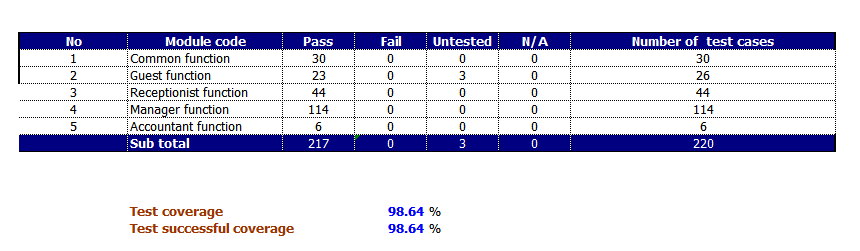 No Module code Pass Fail Untested N/A Number of  test cases
1 Common function 30 0 0 0 30
2 Guest function 23 0 3 0 26
3 Receptionist function 44 0 0 0 44
4 Manager function 114 0 0 0 114
5 Accountant function 6 0 0 0 6
Sub total 217 0 3 0 220
Test coverage 98.64 %
Test successful coverage 98.64 %